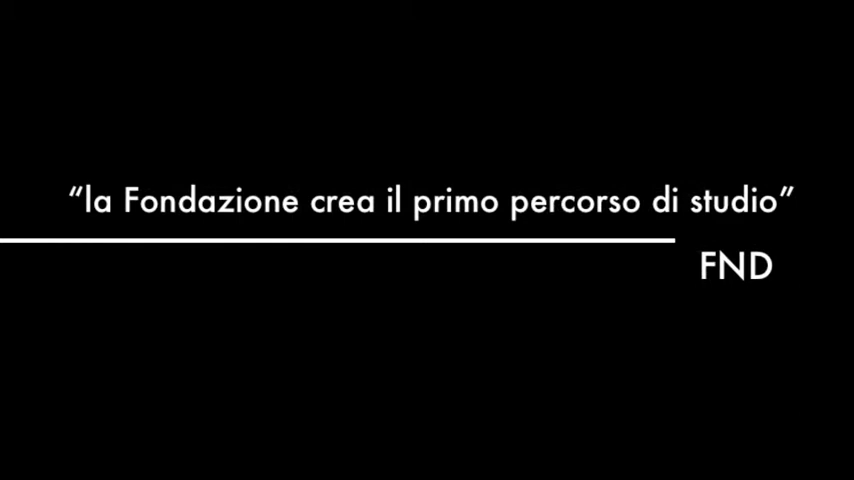 “la Fondazione crea il primo percorso di studio”
FND